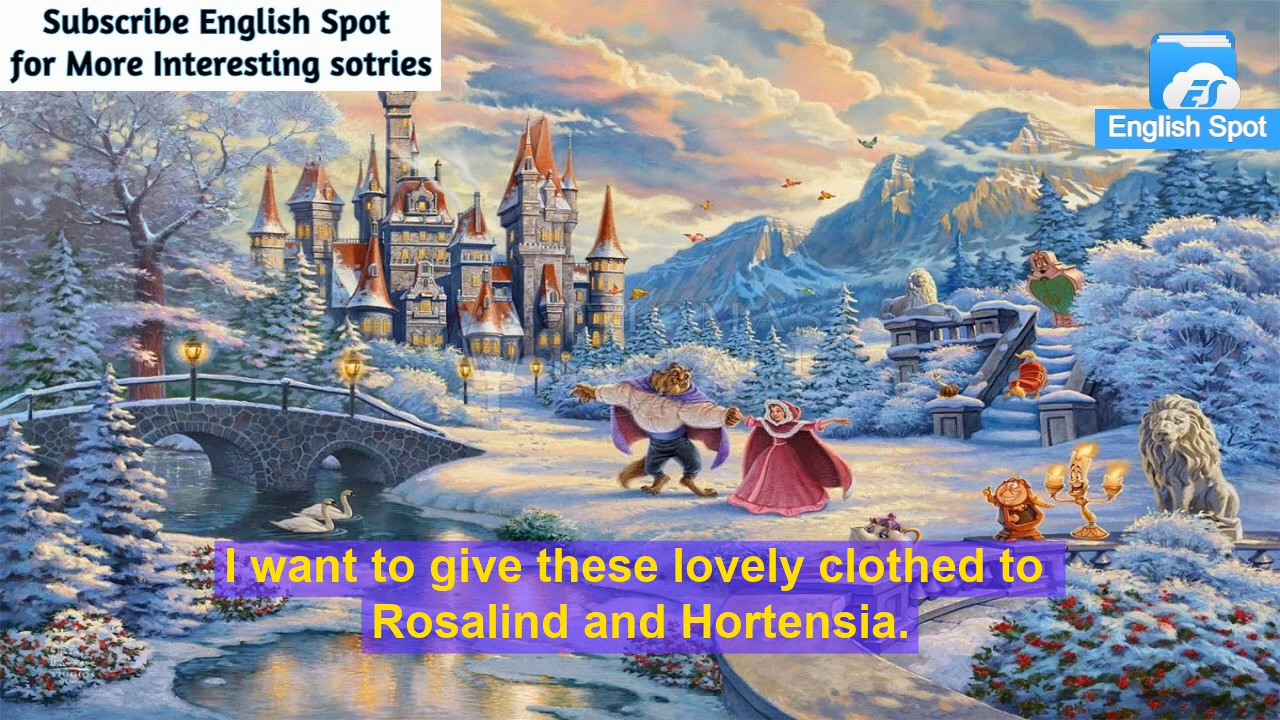 Subscribe English Spot
for More Interesting sotries
ES
English Spot
I want to give these lovely clothed to
Rosalind and Hortensia.